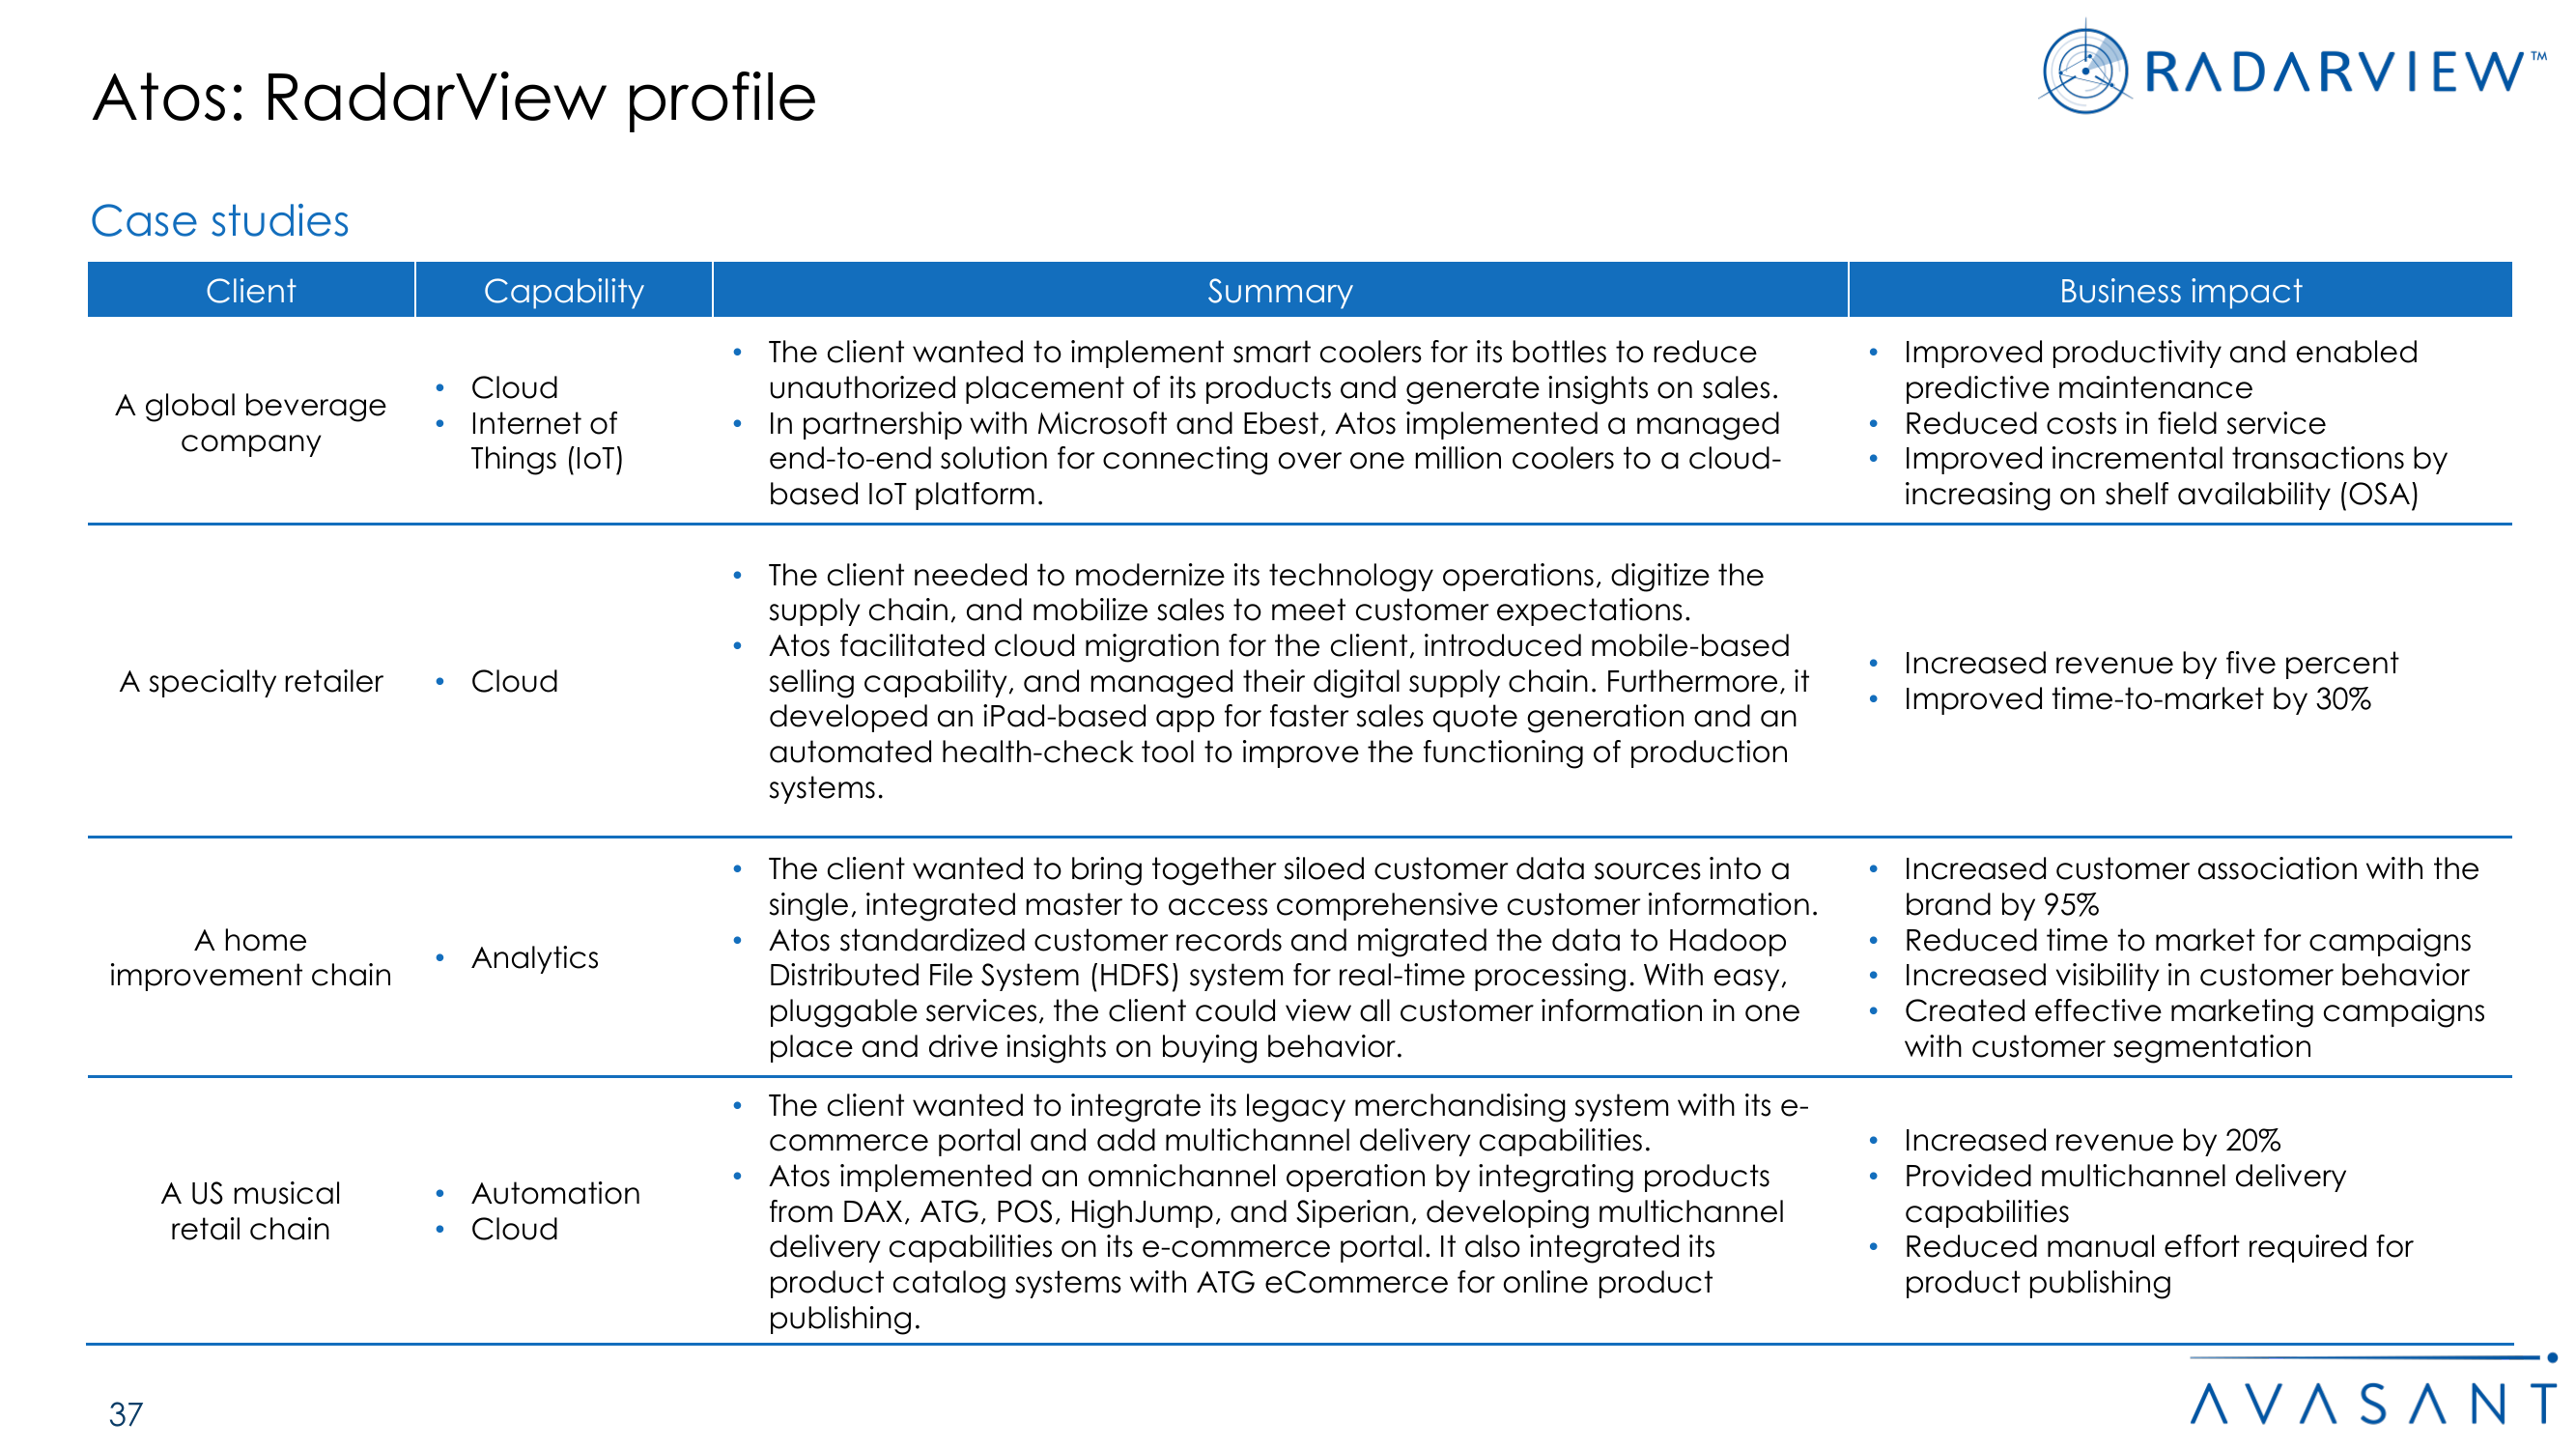 Atos: RadarView profile
RADARVIEW™
Case studies
Client
Capability
Summary
Business impact
A global beverage
company
• Cloud
• Internet of
Things (IoT)
• The client wanted to implement smart coolers for its bottles to reduce
unauthorized placement of its products and generate insights on sales.
• In partnership with Microsoft and Ebest, Atos implemented a managed
end-to-end solution for connecting over one million coolers to a cloud-
based IoT platform.
• Improved productivity and enabled
predictive maintenance
• Reduced costs in field service
• Improved incremental transactions by
increasing on shelf availability (OSA)
A specialty retailer
• Cloud
• The client needed to modernize its technology operations, digitize the
supply chain, and mobilize sales to meet customer expectations.
• Atos facilitated cloud migration for the client, introduced mobile-based
selling capability, and managed their digital supply chain. Furthermore, it
developed an iPad-based app for faster sales quote generation and an
automated health-check tool to improve the functioning of production
systems.
• Increased revenue by five percent
• Improved time-to-market by 30%
A home
improvement chain
• Analytics
• The client wanted to bring together siloed customer data sources into a
single, integrated master to access comprehensive customer information.
• Atos standardized customer records and migrated the data to Hadoop
Distributed File System (HDFS) system for real-time processing. With easy,
pluggable services, the client could view all customer information in one
place and drive insights on buying behavior.
• Increased customer association with the
brand by 95%
• Reduced time to market for campaigns
• Increased visibility in customer behavior
• Created effective marketing campaigns
with customer segmentation
A US musical
retail chain
• Automation
• Cloud
• The client wanted to integrate its legacy merchandising system with its e-
commerce portal and add multichannel delivery capabilities.
• Atos implemented an omnichannel operation by integrating products
from DAX, ATG, POS, HighJump, and Siperian, developing multichannel
delivery capabilities on its e-commerce portal. It also integrated its
product catalog systems with ATG eCommerce for online product
publishing.
• Increased revenue by 20%
• Provided multichannel delivery
capabilities
• Reduced manual effort required for
product publishing
37
AVASANT